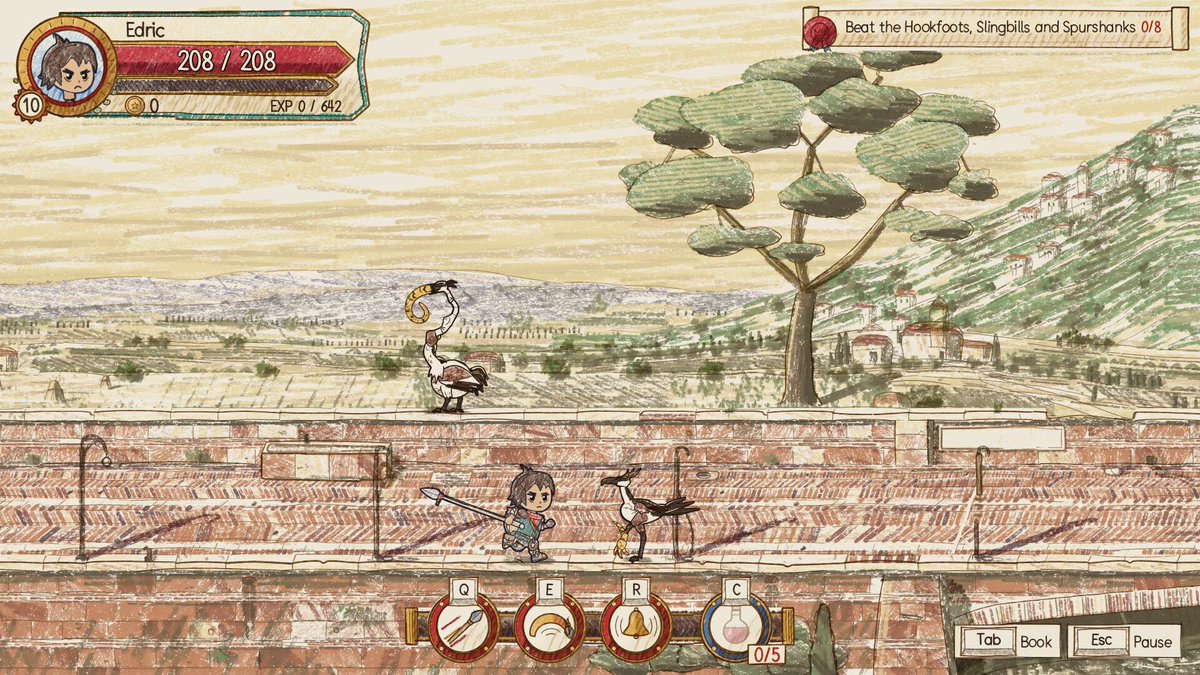 Edric
208 / 208
10
0
EXP 0 / 642
Beat the Hookfoots, Slingbills and Spurshanks 0/8
Q
E
R
C
0/5
Tab Book
Esc Pause